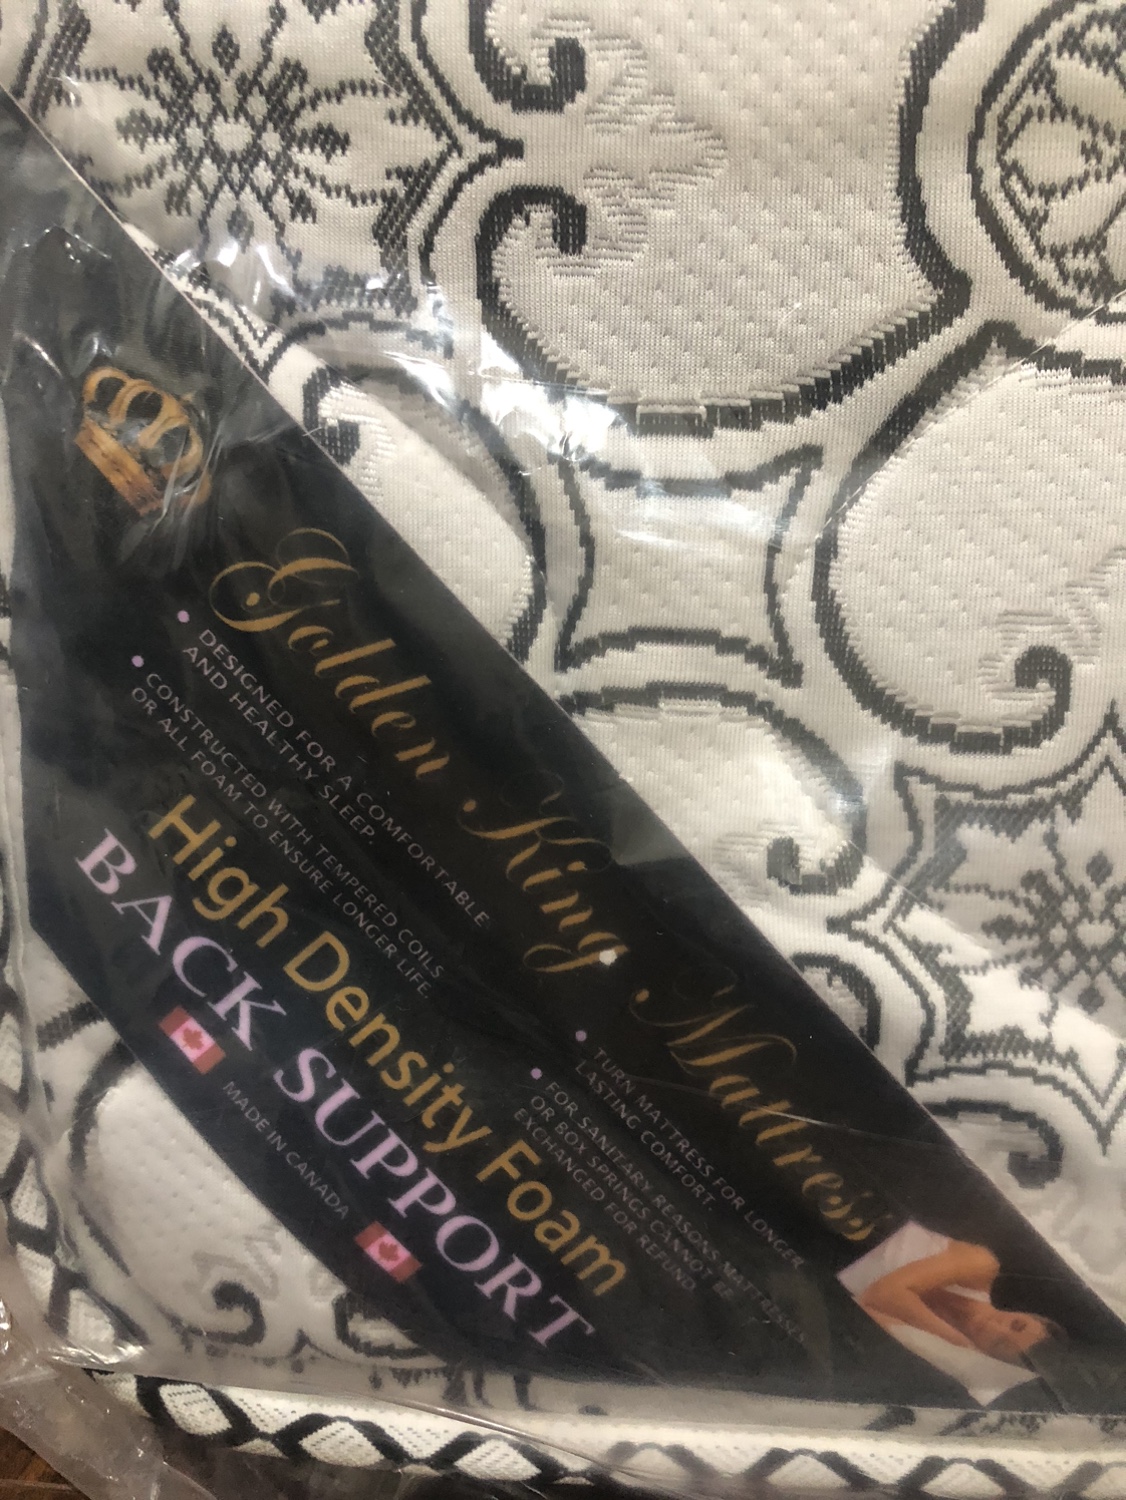 Golden King Mattress
• DESIGNED FOR A COMFORTABLE
AND HEALTHY SLEEP.
• CONSTRUCTED WITH TEMPERED COILS
OR ALL FOAM TO ENSURE LONGER LIFE.
• TURN MATTRESS FOR LONGER
LASTING COMFORT.
• FOR SANITARY REASONS, MATTRESSES
OR BOX SPRINGS CANNOT BE
EXCHANGED FOR REFUND.
High Density Foam
BACK SUPPORT
MADE IN CANADA